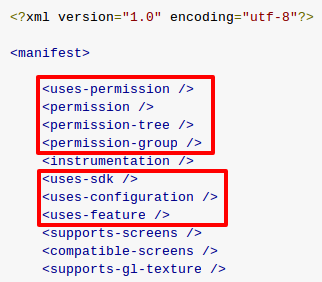 <?xml version="1.0" encoding="utf-8"?>
<manifest>
<uses-permission />
<permission />
<permission-tree />
<permission-group />
<instrumentation />
<uses-sdk />
<uses-configuration />
<uses-feature />
<supports-screens />
<compatible-screens />
<supports-gl-texture />